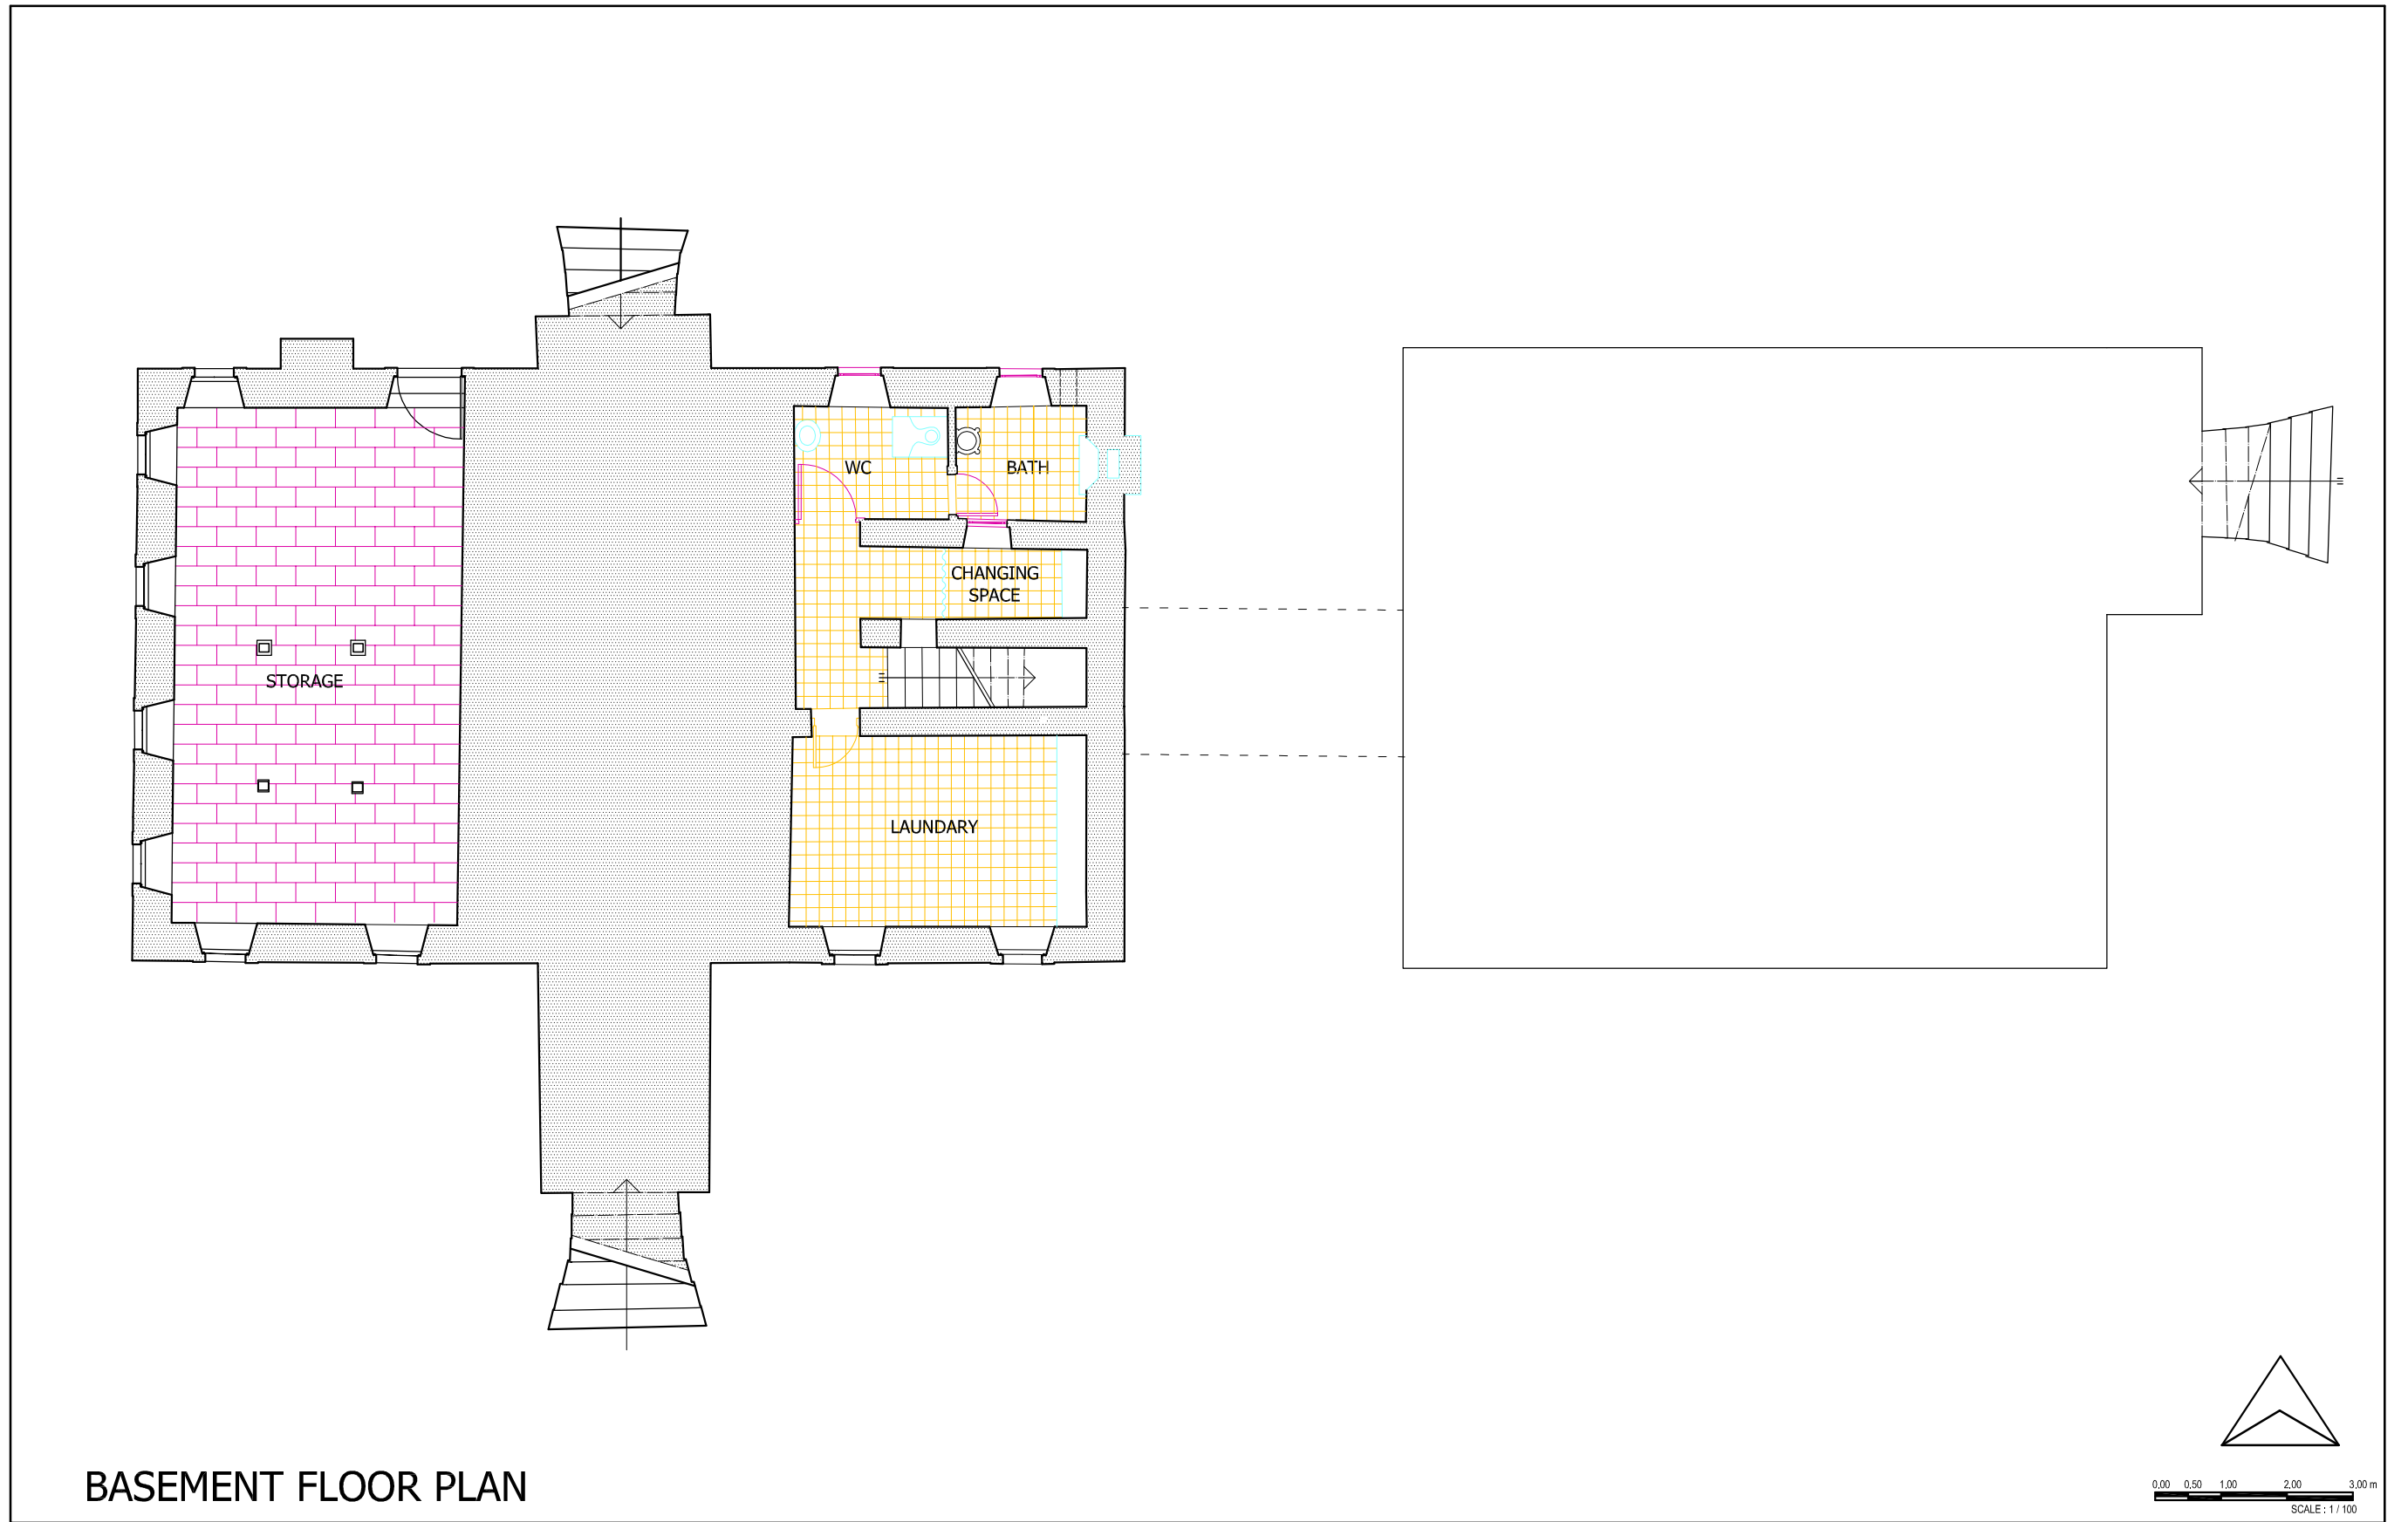 WC
BATH
CHANGING
SPACE
STORAGE
LAUNDARY
BASEMENT FLOOR PLAN
0,00 0,50 1,00 2,00 3,00 m
SCALE : 1 / 100